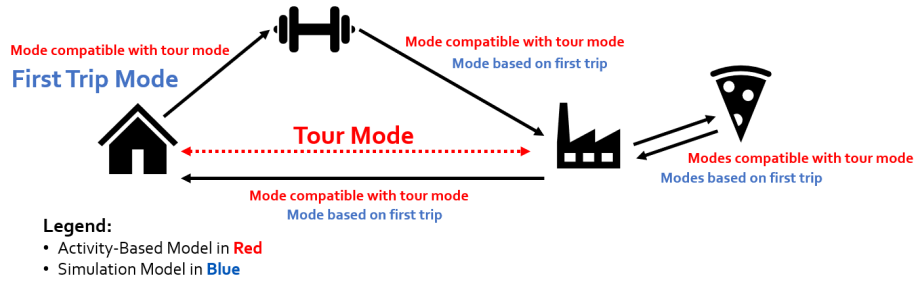 Mode compatible with tour mode
First Trip Mode
Mode compatible with tour mode
Mode based on first trip
Tour Mode
Modes compatible with tour mode
Modes based on first trip
Mode compatible with tour mode
Mode based on first trip
Legend:
• Activity-Based Model in Red
• Simulation Model in Blue